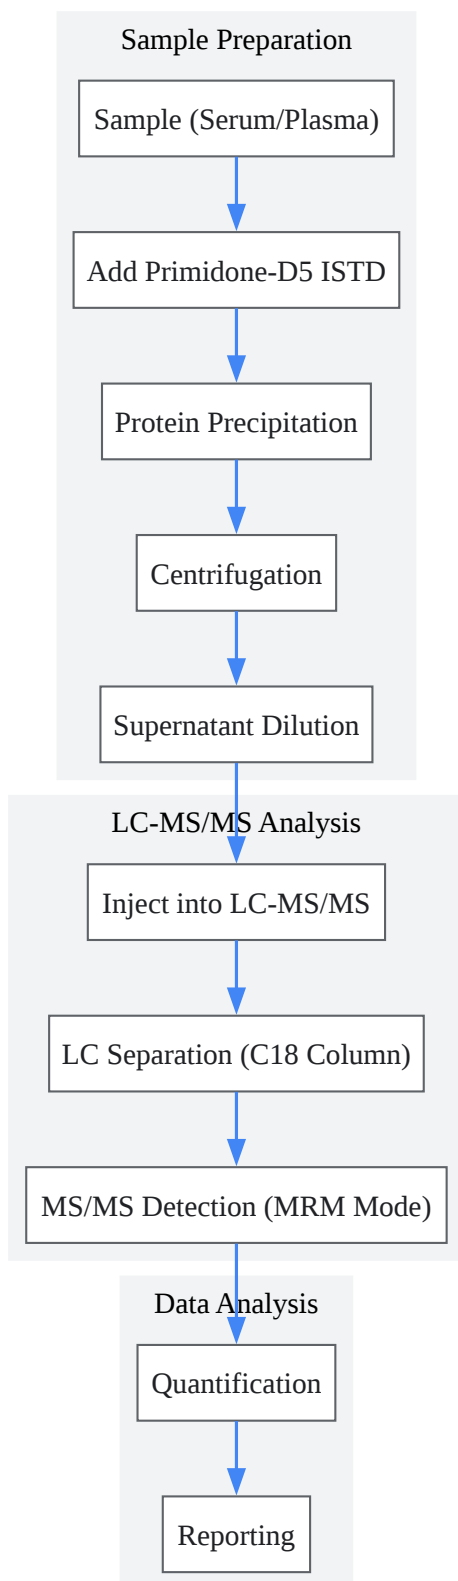 Sample Preparation
Sample (Serum/Plasma)
Add Primidone-D5 ISTD
Protein Precipitation
Centrifugation
Supernatant Dilution
LC-MS/MS Analysis
Inject into LC-MS/MS
LC Separation (C18 Column)
MS/MS Detection (MRM Mode)
Data Analysis
Quantification
Reporting